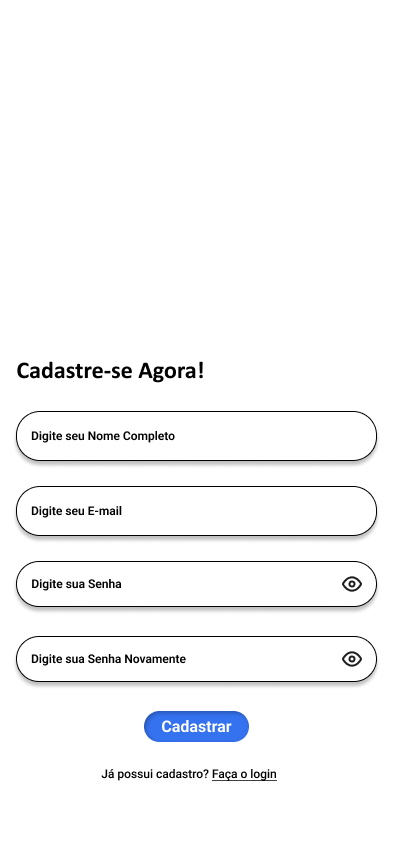 Cadastre-se Agora!
Digite seu Nome Completo
Digite seu E-mail
Digite sua Senha
Digite sua Senha Novamente
Cadastrar
Já possui cadastro? Faça o login